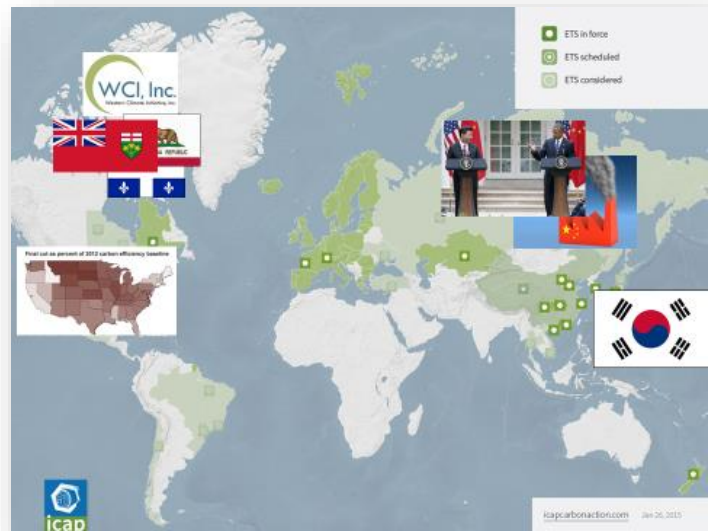 ETS in force
ETS scheduled
ETS considered
WCI, Inc.
Western Climate Initiative, Inc.
REPUBLIC
Final cut as percent of 2012 carbon efficiency baseline
icap
icapcarbonaction.com Jan 26, 2015